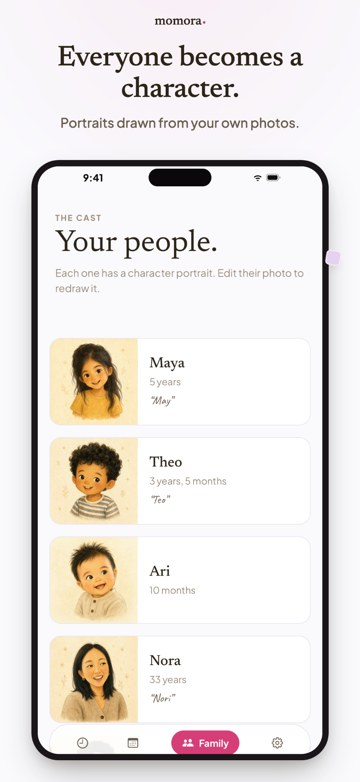 momora.
Everyone becomes a
character.
Portraits drawn from your own photos.
9:41
THE CAST
Your people.
Each one has a character portrait. Edit their photo to
redraw it.
Maya
5 years
"May"
Theo
3 years, 5 months
"Teo"
Ari
10 months
Nora
33 years
"Nori"
Family